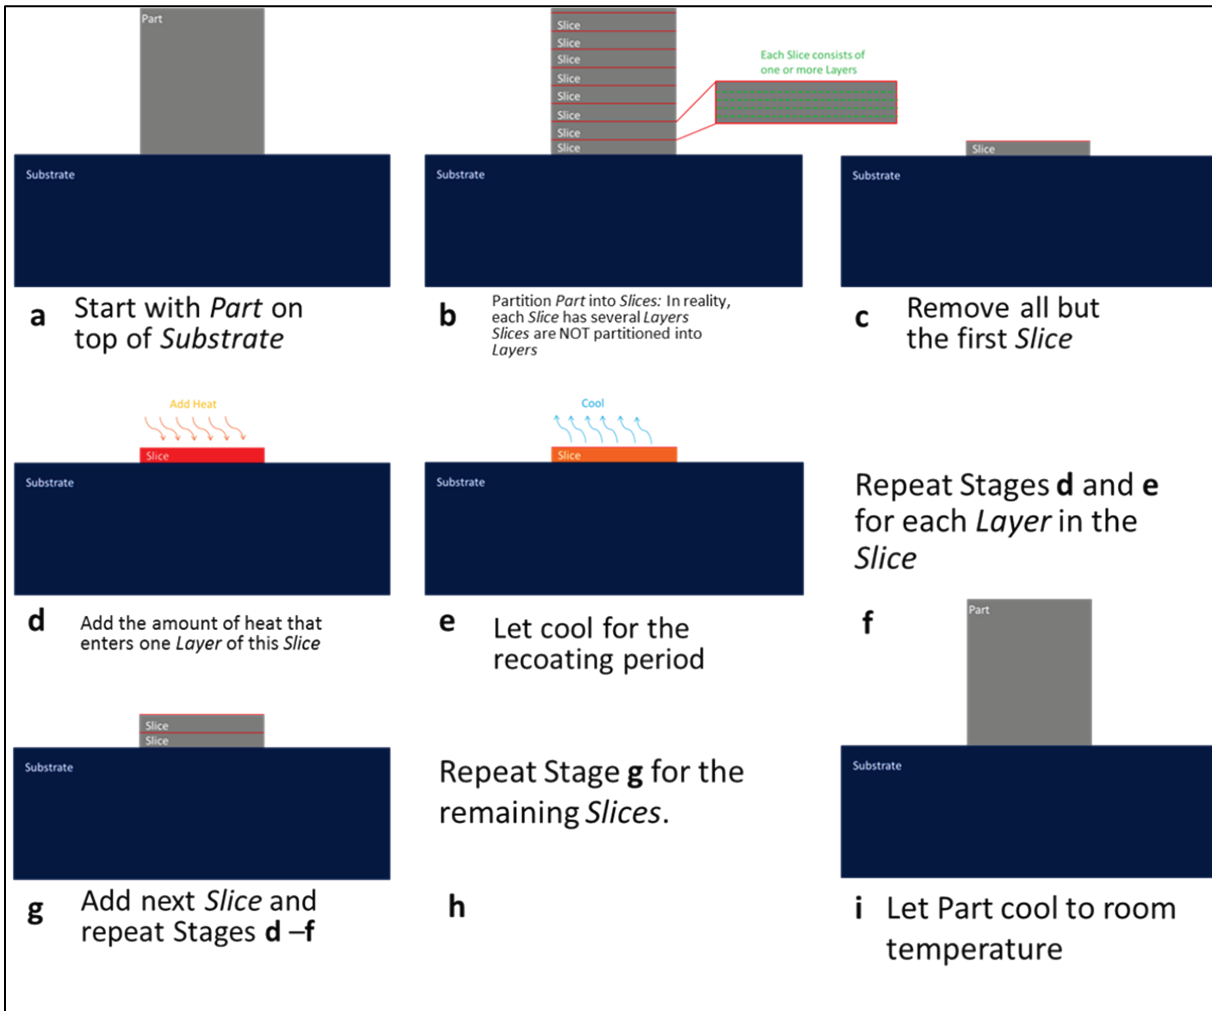 Part
Substrate
a
Start with Part on
top of Substrate
Slice
Slice
Slice
Slice
Slice
Slice
Slice
Slice
Each Slice consists of
one or more Layers
Substrate
b
Partition Part into Slices: In reality,
each Slice has several Layers
Slices are NOT partitioned into
Layers
Slice
Substrate
c
Remove all but
the first Slice
Add Heat
Slice
Substrate
d
Add the amount of heat that
enters one Layer of this Slice
Cool
Slice
Substrate
e
Let cool for the
recoating period
Repeat Stages d and e
for each Layer in the
Slice
f
Slice
Slice
Substrate
g
Add next Slice and
repeat Stages d –f
Repeat Stage g for the
remaining Slices.
h
Part
Substrate
i
Let Part cool to room
temperature